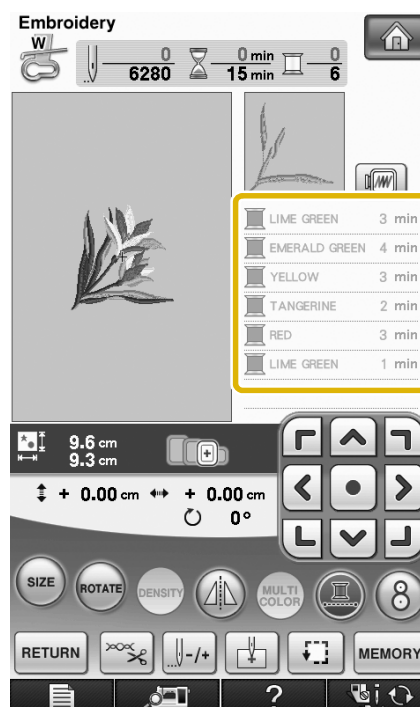 Embroidery
W
0 0 min 0
6280 15 min 6
LIME GREEN 3 min
EMERALD GREEN 4 min
YELLOW 3 min
TANGERINE 2 min
RED 3 min
LIME GREEN 1 min
9.6 cm
9.3 cm
+ 0.00 cm + 0.00 cm
0°
SIZE
ROTATE
DENSITY
MULTI
COLOR
8
RETURN
-/+
MEMORY
?